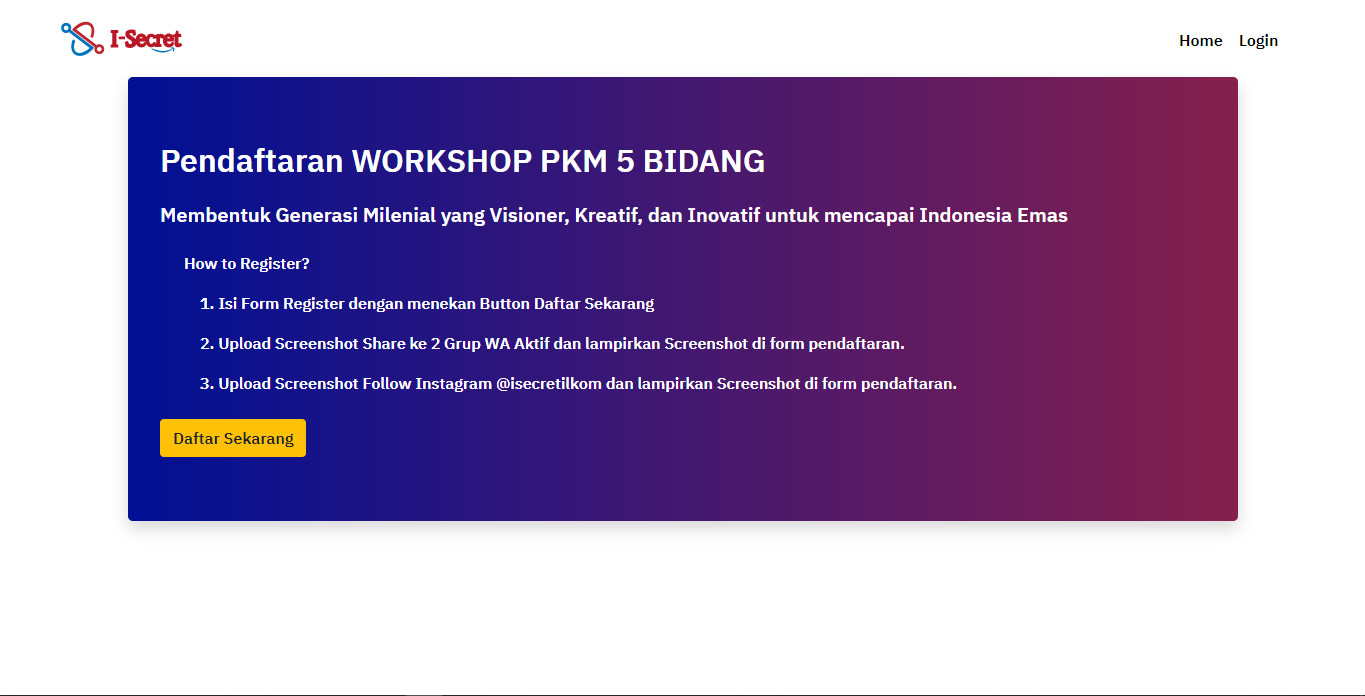 I-Secret
Home Login
Pendaftaran WORKSHOP PKM 5 BIDANG
Membentuk Generasi Milenial yang Visioner, Kreatif, dan Inovatif untuk mencapai Indonesia Emas
How to Register?
1. Isi Form Register dengan menekan Button Daftar Sekarang
2. Upload Screenshot Share ke 2 Grup WA Aktif dan lampirkan Screenshot di form pendaftaran.
3. Upload Screenshot Follow Instagram @isecretilkom dan lampirkan Screenshot di form pendaftaran.
Daftar Sekarang